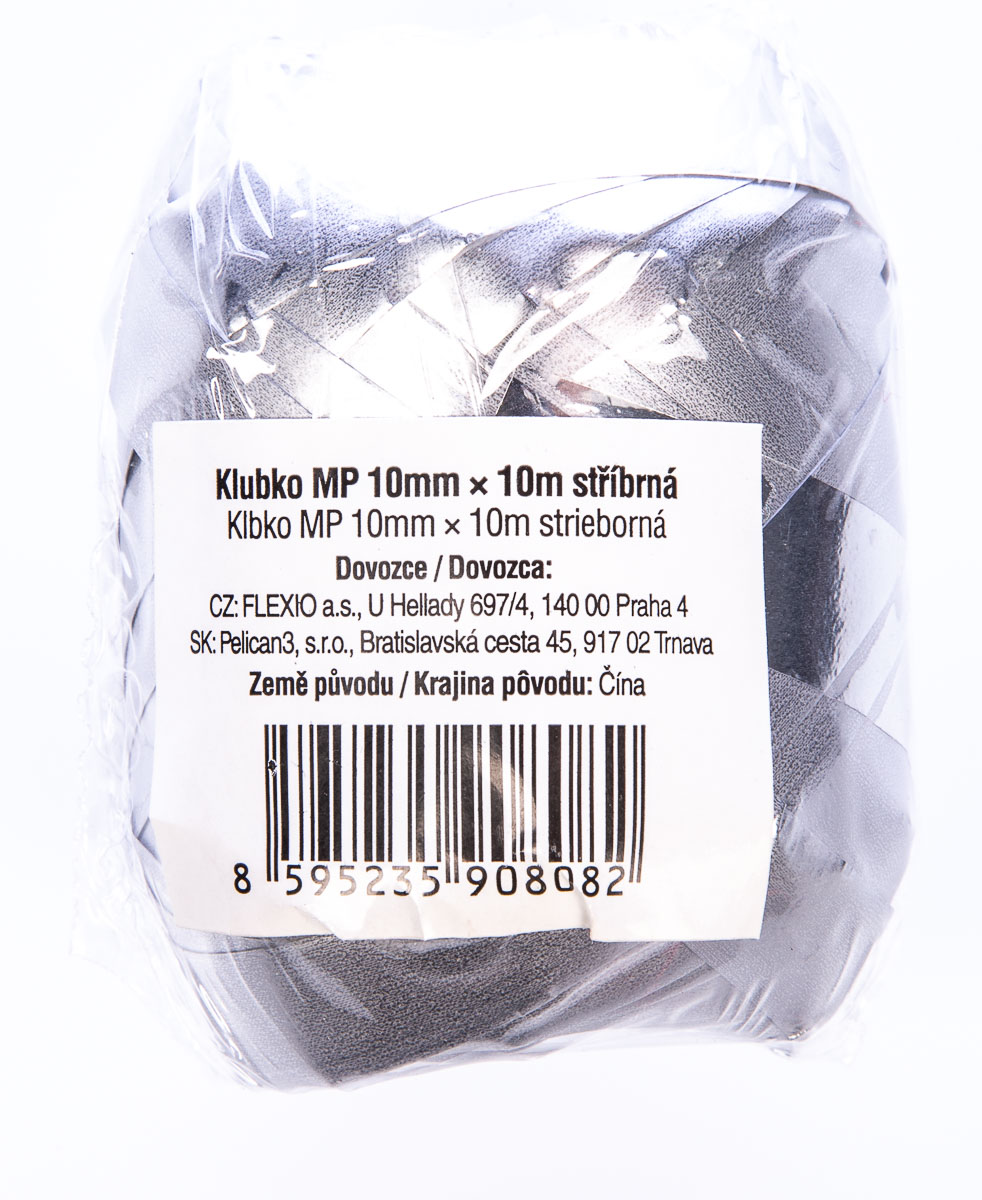 Klubko MP 10mm × 10m stříbrná
Klbko MP 10mm × 10m strieborná
Dovozce / Dovozca:
CZ: FLEXIO a.s., U Hellady 697/4, 140 00 Praha 4
SK: Pelican3, s.r.o., Bratislavská cesta 45, 917 02 Trnava
Země původu / Krajina pôvodu: Čína
8 595235 908082